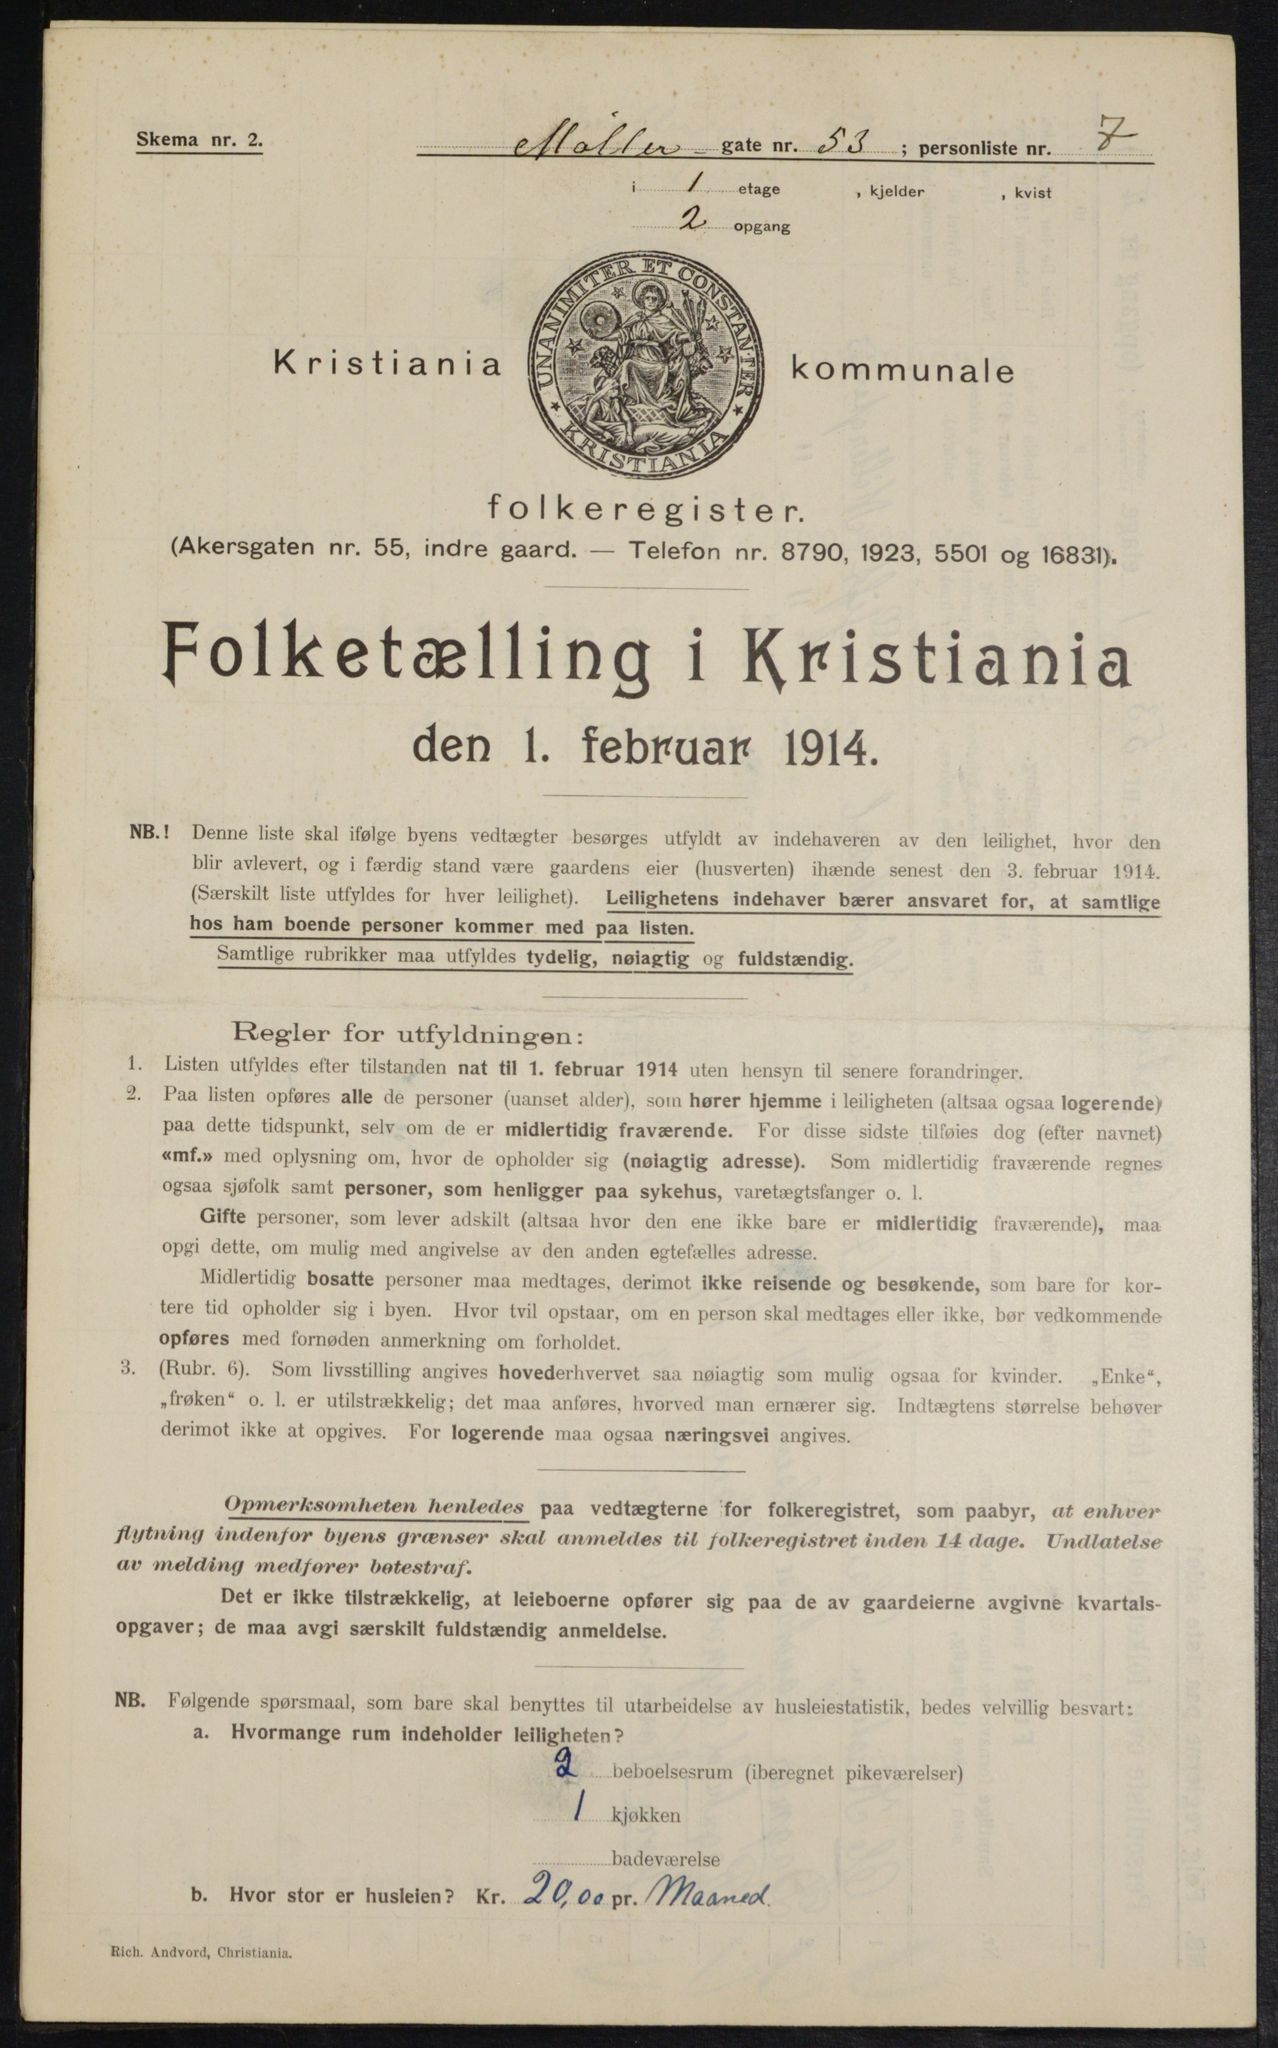 Skema nr. 2.
Møller gate nr. 53 ; personliste nr. 7
i 1 etage , kjelder , kvist
2 opgang
UNANIMITER ET CONSTANTER
KRISTIANIA
Kristiania kommunale
folkeregister.
(Akersgaten nr. 55, indre gaard. — Telefon nr. 8790, 1923, 5501 og 16831).
Folketælling i Kristiania
den 1. februar 1914.
NB.! Denne liste skal ifølge byens vedtægter besørges utfyldt av indehaveren av den leilighet, hvor den
blir avlevert, og i færdig stand være gaardens eier (husverten) ihænde senest den 3. februar 1914.
(Særskilt liste utfyldes for hver leilighet). Leilighetens indehaver bærer ansvaret for, at samtlige
hos ham boende personer kommer med paa listen.
Samtlige rubrikker maa utfyldes tydelig, nøiagtig og fuldstændig.
Regler for utfyldningen:
1. Listen utfyldes efter tilstanden nat til 1. februar 1914 uten hensyn til senere forandringer.
2. Paa listen opføres alle de personer (uanset alder), som hører hjemme i leiligheten (altsaa ogsaa logerende)
paa dette tidspunkt, selv om de er midlertidig fraværende. For disse sidste tilføies dog (efter navnet)
«mf.» med oplysning om, hvor de opholder sig (nøiagtig adresse). Som midlertidig fraværende regnes
ogsaa sjøfolk samt personer, som henligger paa sykehus, varetægtsfanger o. l.
Gifte personer, som lever adskilt (altsaa hvor den ene ikke bare er midlertidig fraværende), maa
opgi dette, om mulig med angivelse av den anden egtefælles adresse.
Midlertidig bosatte personer maa medtages, derimot ikke reisende og besøkende, som bare for kor-
tere tid opholder sig i byen. Hvor tvil opstaar, om en person skal medtages eller ikke, bør vedkommende
opføres med fornøden anmerkning om forholdet.
3. (Rubr. 6). Som livsstilling angives hovederhvervet saa nøiagtig som mulig ogsaa for kvinder. „Enke“,
„frøken“ o. l. er utilstrækkelig; det maa anføres, hvorved man ernærer sig. Indtægtens størrelse behøver
derimot ikke at opgives. For logerende maa ogsaa næringsvei angives.
Opmerksomheten henledes paa vedtægterne for folkeregistret, som paabyr, at enhver
flytning indenfor byens grænser skal anmeldes til folkeregistret inden 14 dage. Undlatelse
av melding medfører bøtestraf.
Det er ikke tilstrækkelig, at leieboerne opfører sig paa de av gaardeierne avgivne kvartals-
opgaver; de maa avgi særskilt fuldstændig anmeldelse.
NB. Følgende spørsmaal, som bare skal benyttes til utarbeidelse av husleiestatistik, bedes velvillig besvart:
a. Hvormange rum indeholder leiligheten?
2 beboelsesrum (iberegnet pikeværelser)
1 kjøkken
badeværelse
b. Hvor stor er husleien? Kr. 20,00 pr. Maaned.
Rich. Andvord, Christiania.